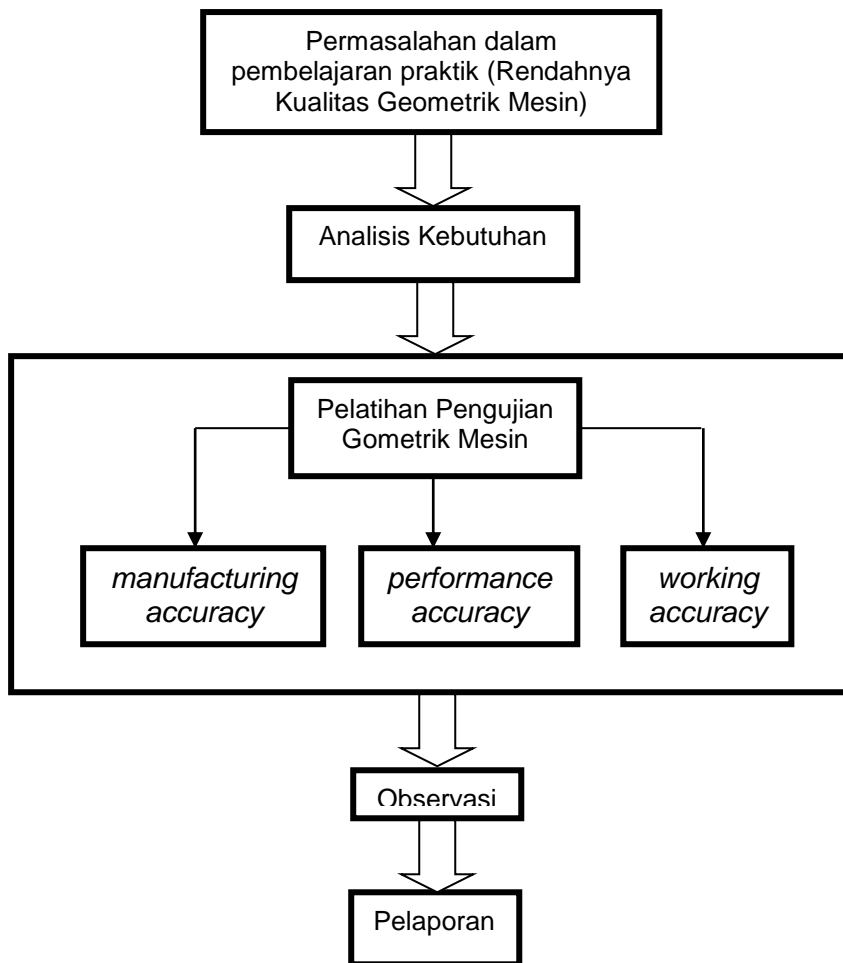 Permasalahan dalam
pembelajaran praktik (Rendahnya
Kualitas Geometrik Mesin)
Analisis Kebutuhan
Pelatihan Pengujian
Gometrik Mesin
manufacturing
accuracy
performance
accuracy
working
accuracy
Observasi
Pelaporan